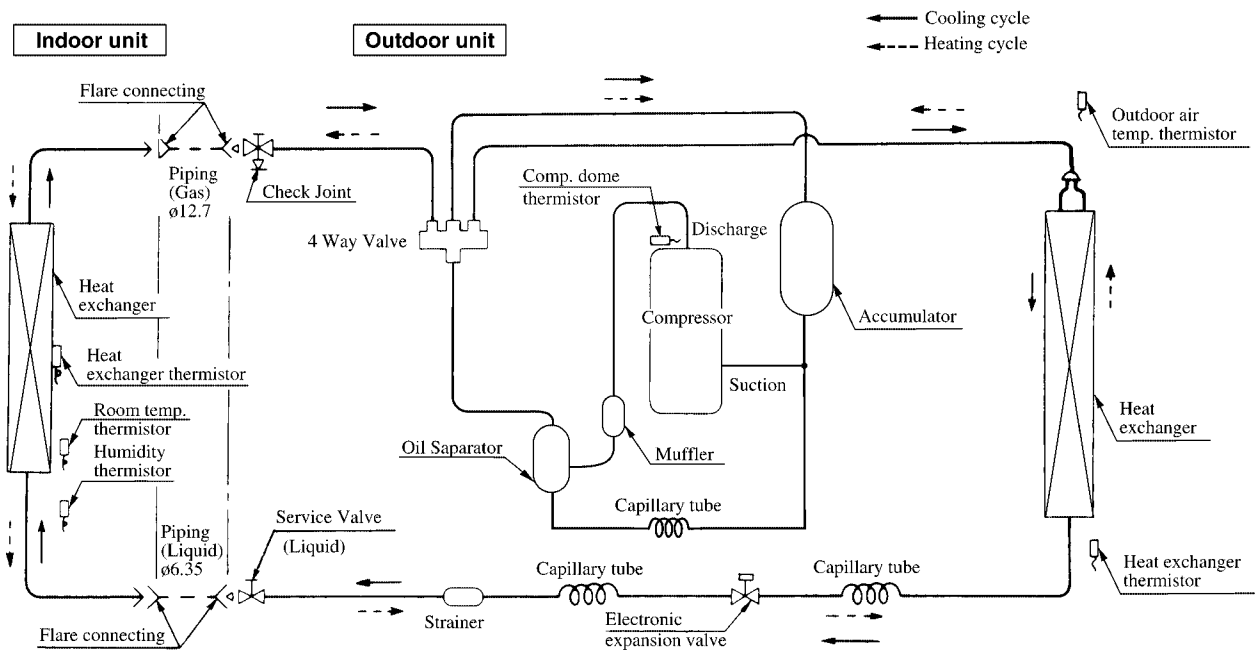 Indoor unit
Outdoor unit
Cooling cycle
Heating cycle
Flare connecting
Outdoor air
temp. thermistor
Piping
(Gas)
ø12.7
Check Joint
Comp. dome
thermistor
4 Way Valve
Discharge
Heat
exchanger
Compressor
Accumulator
Heat
exchanger thermistor
Suction
Room temp.
thermistor
Humidity
thermistor
Heat
exchanger
Oil Saparator
Muffler
Capillary tube
Piping
(Liquid)
ø6.35
Service Valve
(Liquid)
Capillary tube
Capillary tube
Heat exchanger
thermistor
Flare connecting
Strainer
Electronic
expansion valve